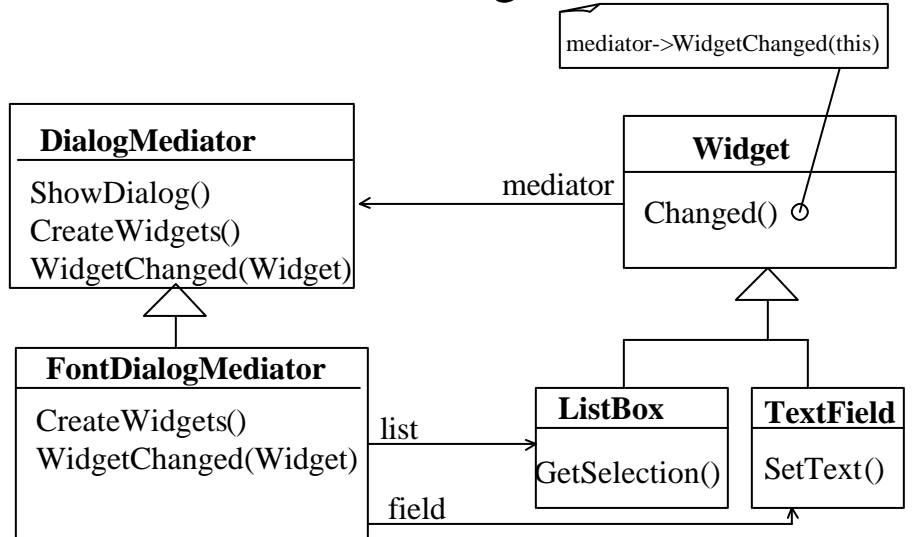 mediator->WidgetChanged(this)
DialogMediator
ShowDialog()
CreateWidgets()
WidgetChanged(Widget)
mediator
Widget
Changed()
FontDialogMediator
CreateWidgets()
WidgetChanged(Widget)
list
field
ListBox
GetSelection()
TextField
SetText()